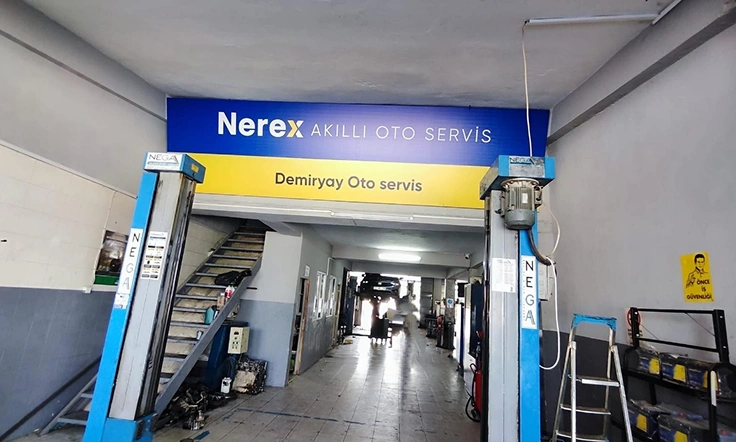 Nerex AKILLI OTO SERVİS
Demiryay Oto servis
NEGA
NEGA
NEGA
NEGA
ÖNCE
İŞ
GÜVENLİĞİ